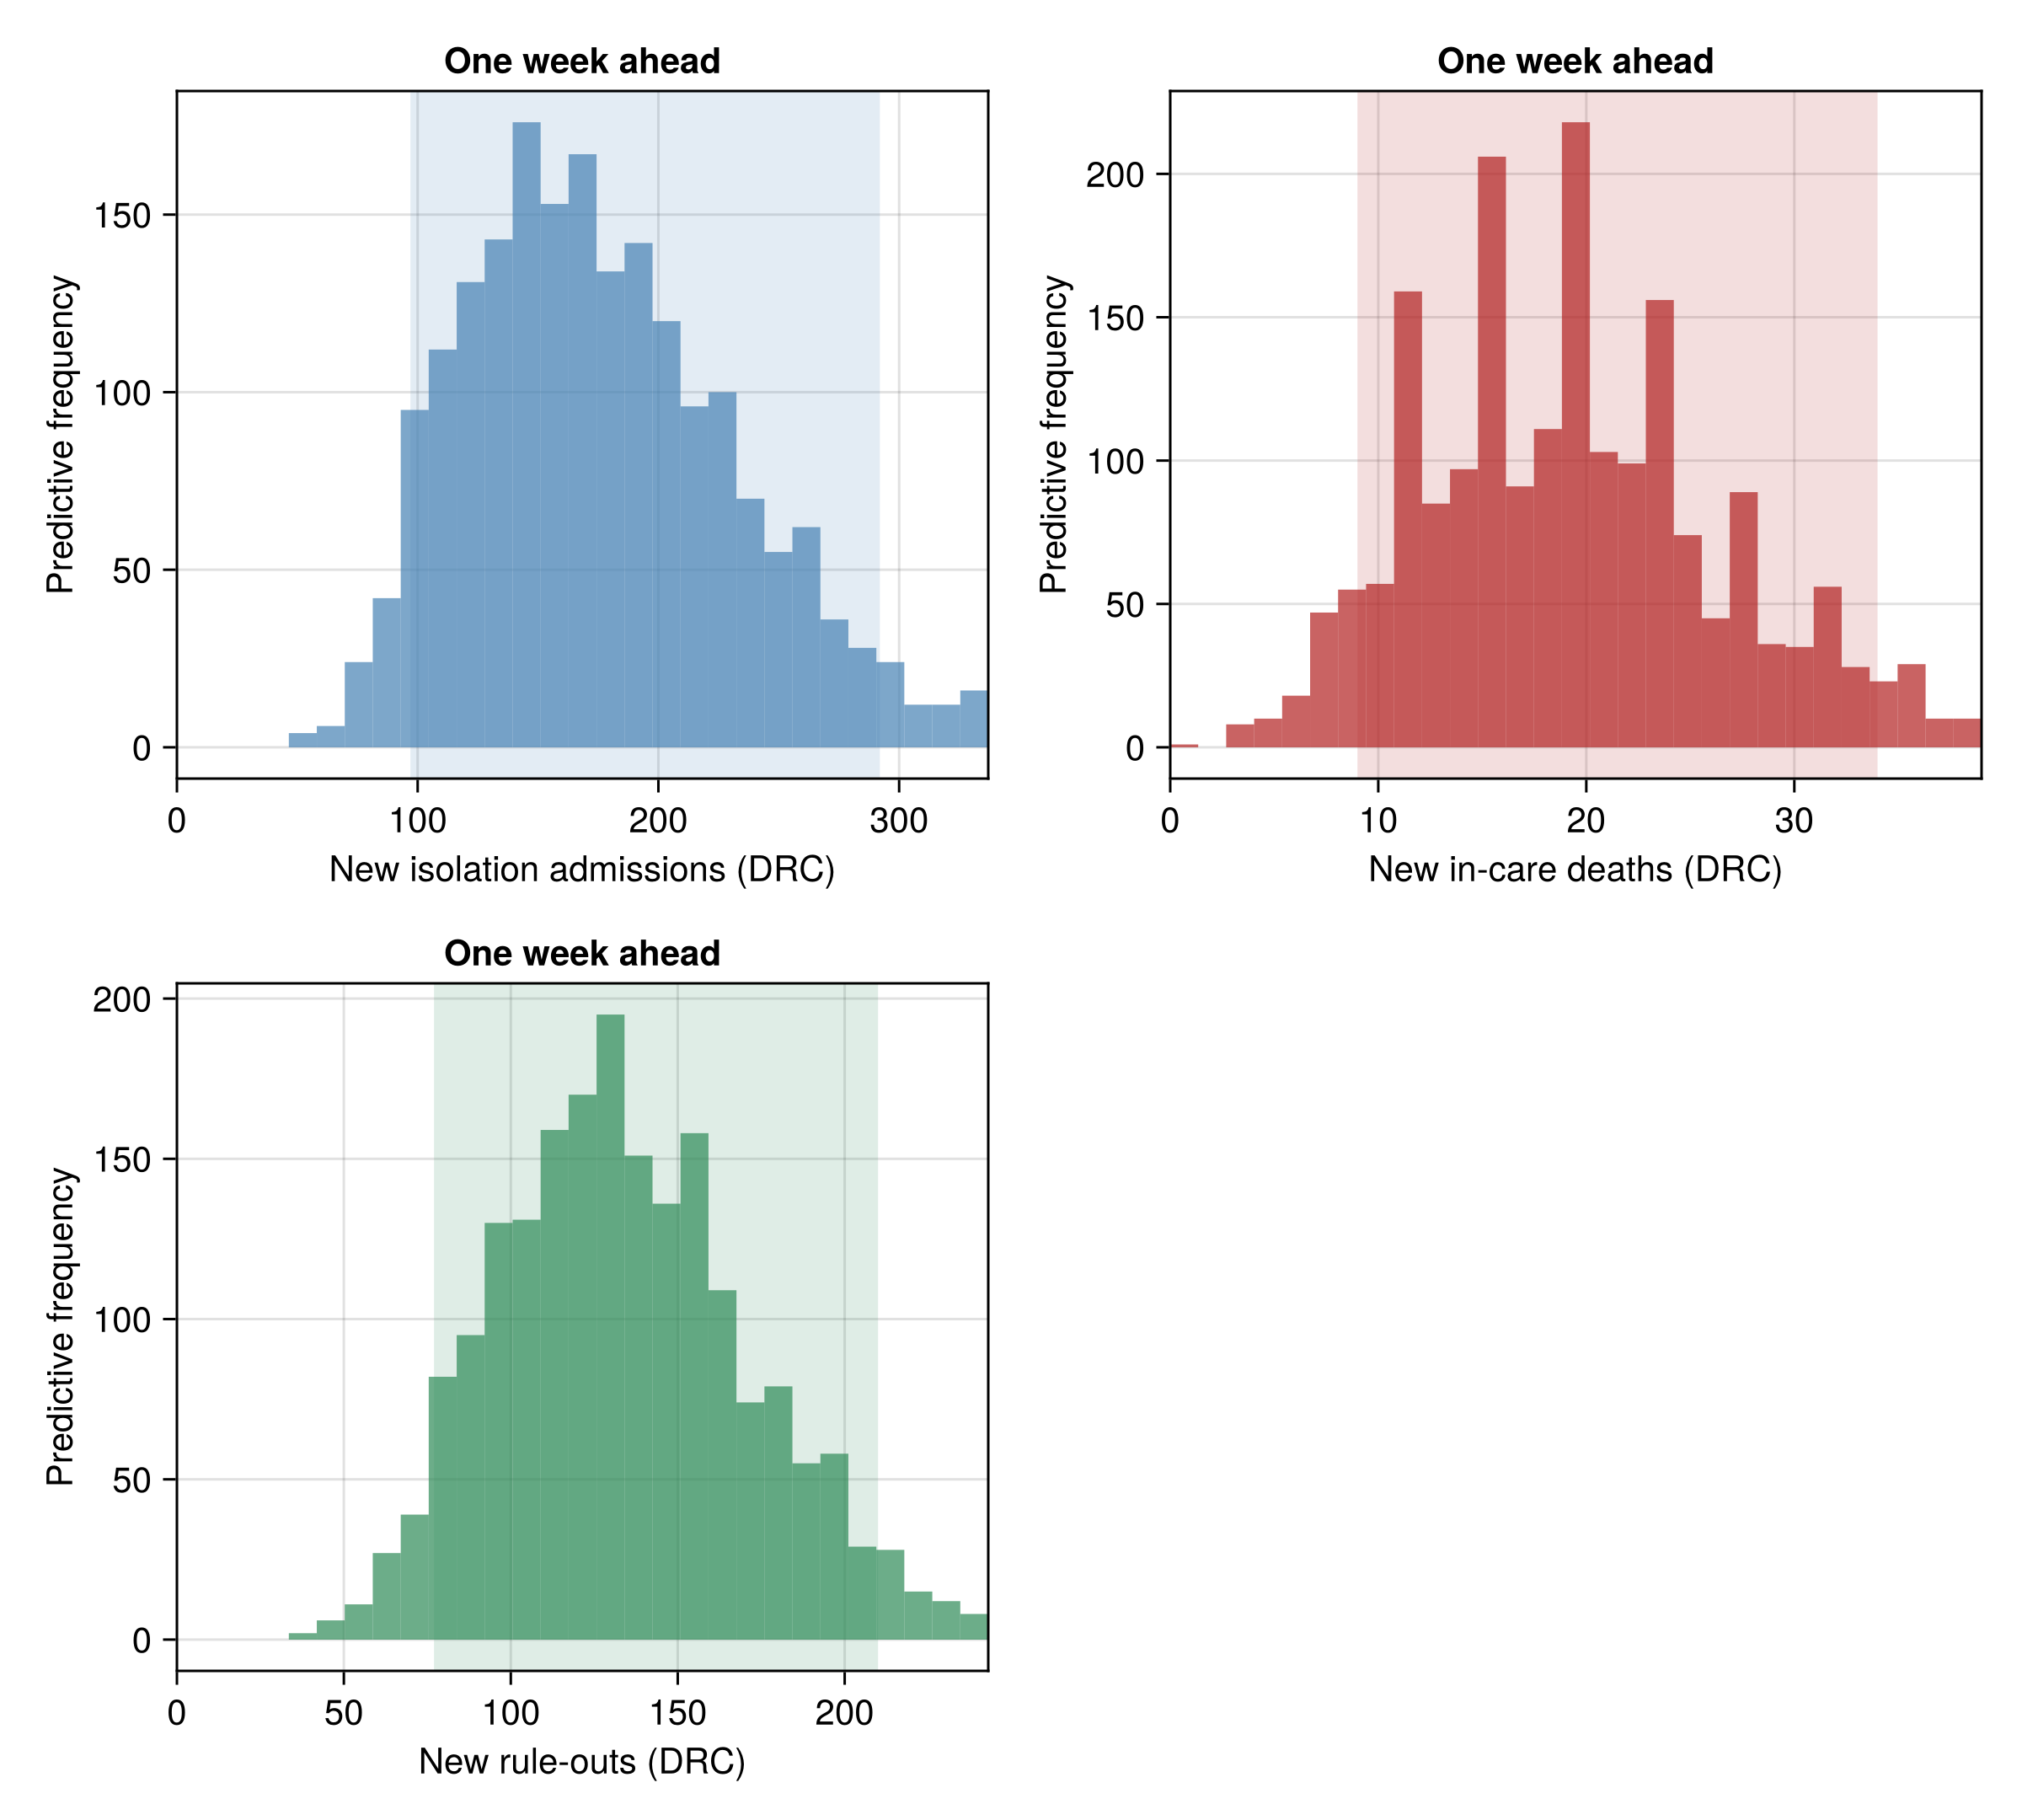 One week ahead
Predictive frequency
150
100
50
0
0 100 200 300
New isolation admissions (DRC)
One week ahead
Predictive frequency
200
150
100
50
0
0 10 20 30
New in-care deaths (DRC)
One week ahead
Predictive frequency
200
150
100
50
0
0 50 100 150 200
New rule-outs (DRC)